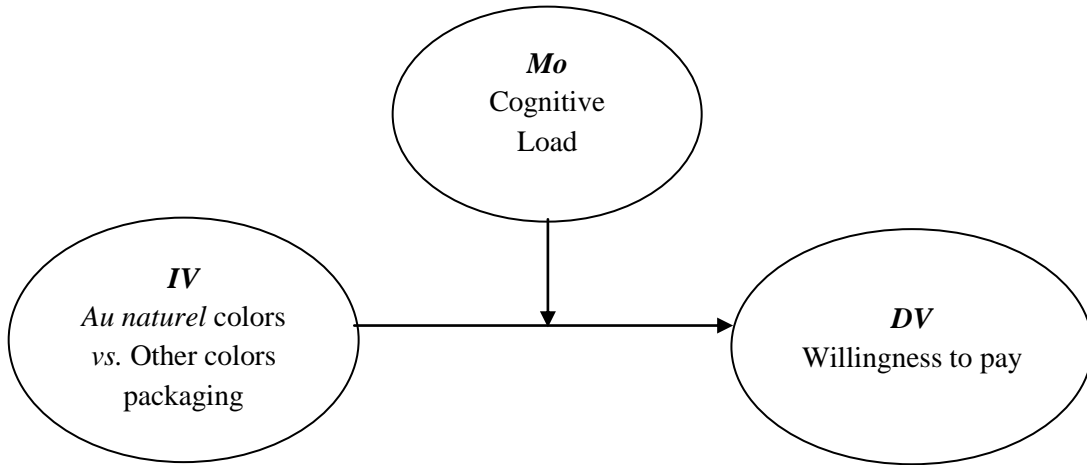 Mo
Cognitive
Load
IV
Au naturel colors
vs. Other colors
packaging
DV
Willingness to pay